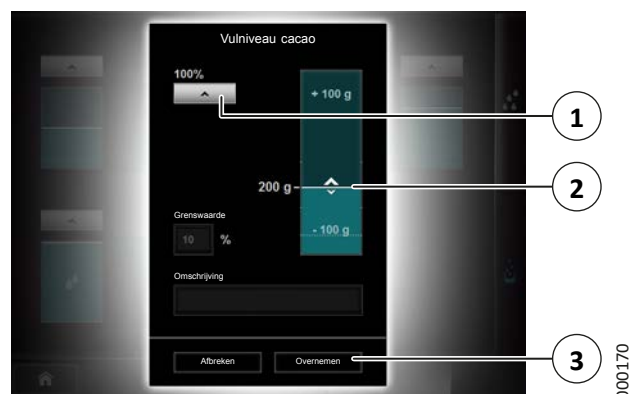 Vulniveau cacao
100%
+ 100 g
1
200 g
2
- 100 g
Grenswaarde
10 %
Omschrijving
Afbreken
Overnemen
3
000170